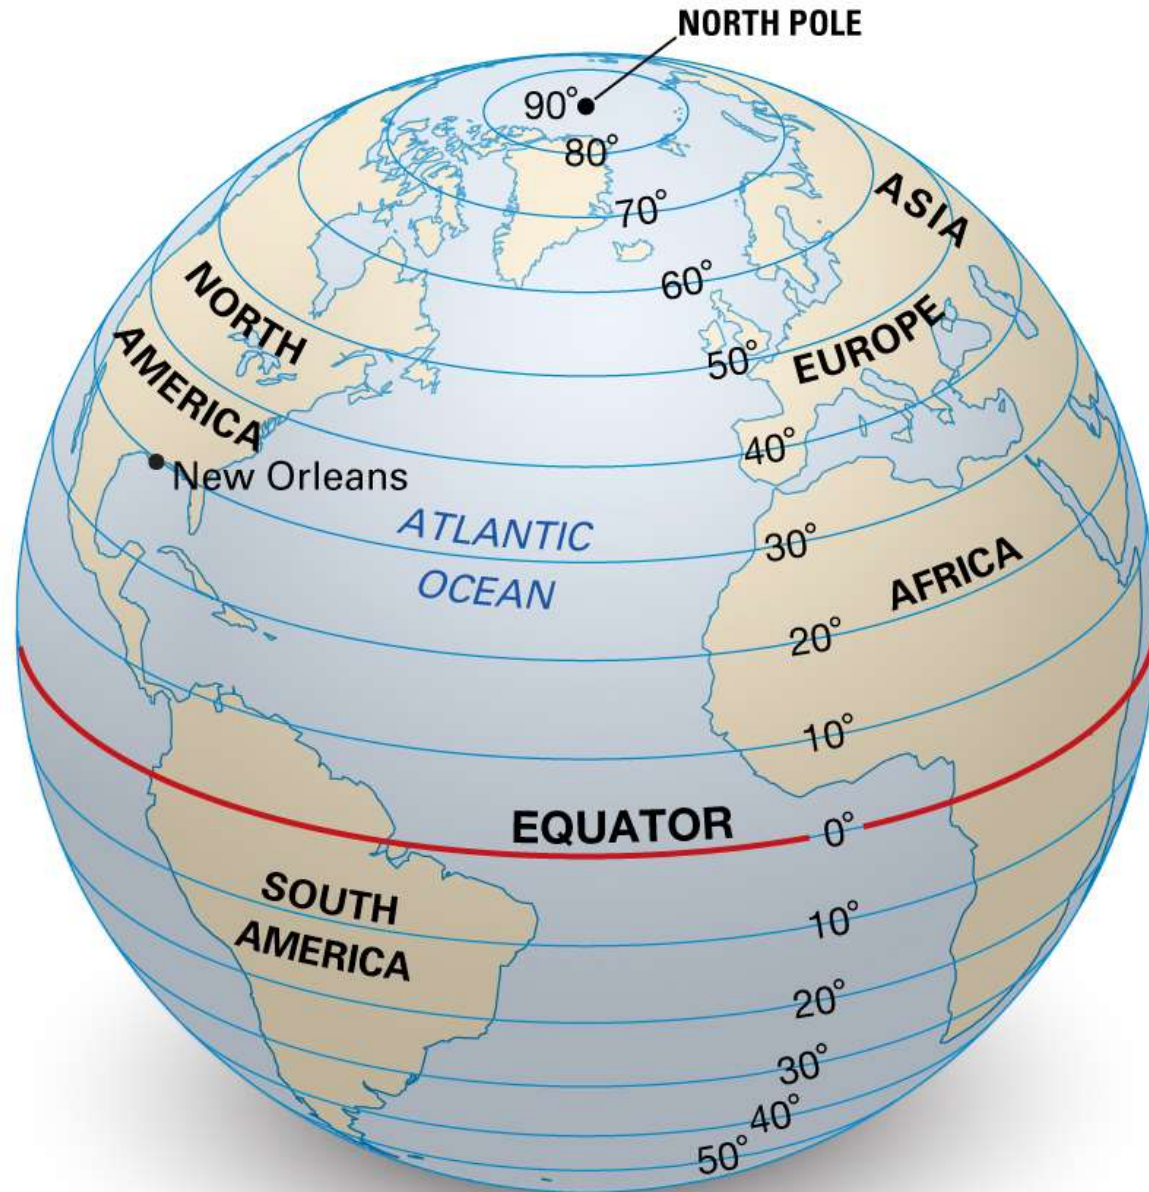 NORTH POLE
90°
80°
70°
ASIA
60°
NORTH
AMERICA
EUROPE
50°
40°
New Orleans
ATLANTIC
OCEAN
30°
AFRICA
20°
10°
EQUATOR
0°
SOUTH
AMERICA
10°
20°
30°
40°
50°